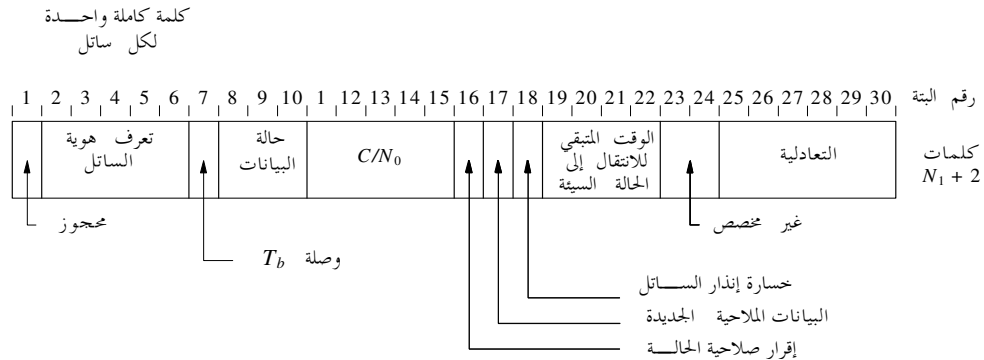 كلمة كاملة واحدة
لكل ساتل
1 2 3 4 5 6 7 8 9 10 1 12 13 14 15 16 17 18 19 20 21 22 23 24 25 26 27 28 29 30 رقم البتة
تعرف هوية
الساتل
حالة
البيانات
C/N₀
الوقت المتبقي
للانتقال إلى
الحالة السيئة
التعادلية
كلمات
N₁ + 2
محجوز
وصلة T_b
غير مخصص
خسارة إنذار الساتل
البيانات الملاحية الجديدة
إقرار صلاحية الحالة